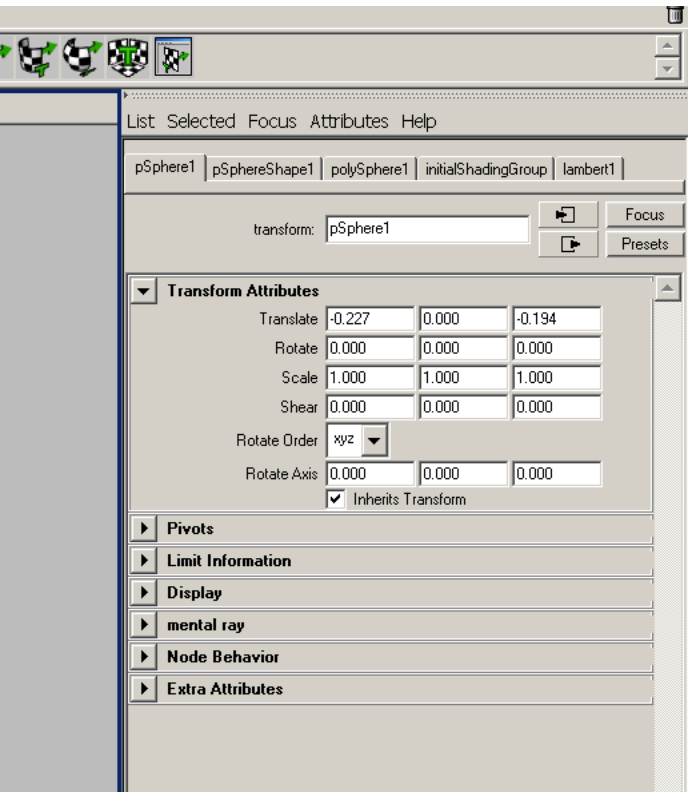 List Selected Focus Attributes Help
pSphere1 pSphereShape1 polySphere1 initialShadingGroup lambert1
transform: pSphere1
Focus
Presets
Transform Attributes
Translate -0.227 0.000 -0.194
Rotate 0.000 0.000 0.000
Scale 1.000 1.000 1.000
Shear 0.000 0.000 0.000
Rotate Order xyz
Rotate Axis 0.000 0.000 0.000
Inherits Transform
Pivots
Limit Information
Display
mental ray
Node Behavior
Extra Attributes